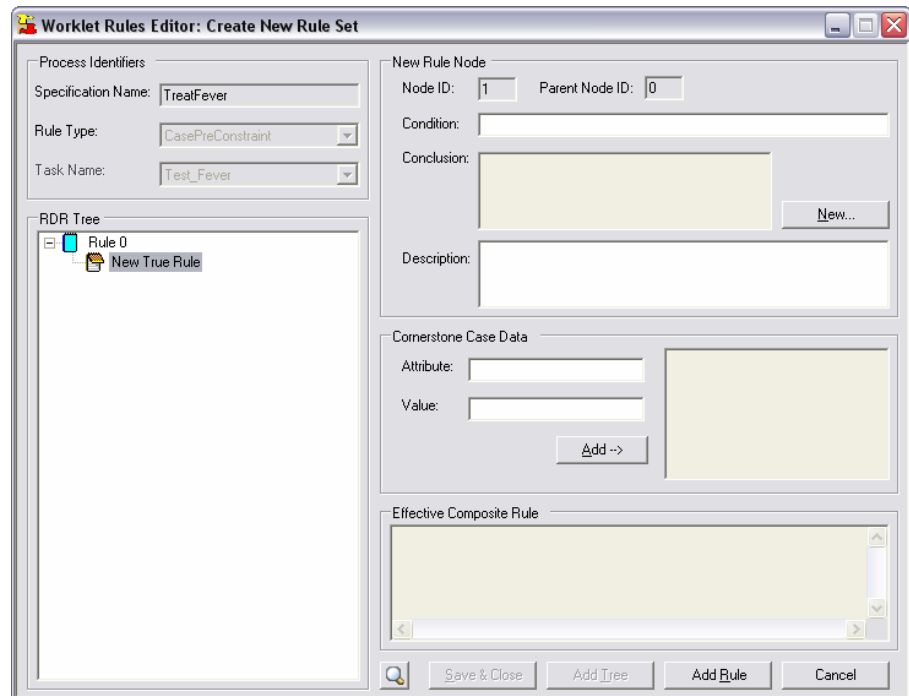 Worklet Rules Editor: Create New Rule Set
Process Identifiers
Specification Name: TreatFever
Rule Type: CasePreConstraint
Task Name: Test_Fever
RDR Tree
Rule 0
New True Rule
New Rule Node
Node ID: 1 Parent Node ID: 0
Condition:
Conclusion:
New...
Description:
Cornerstone Case Data
Attribute:
Value:
Add -->
Effective Composite Rule
Save & Close Add Tree Add Rule Cancel